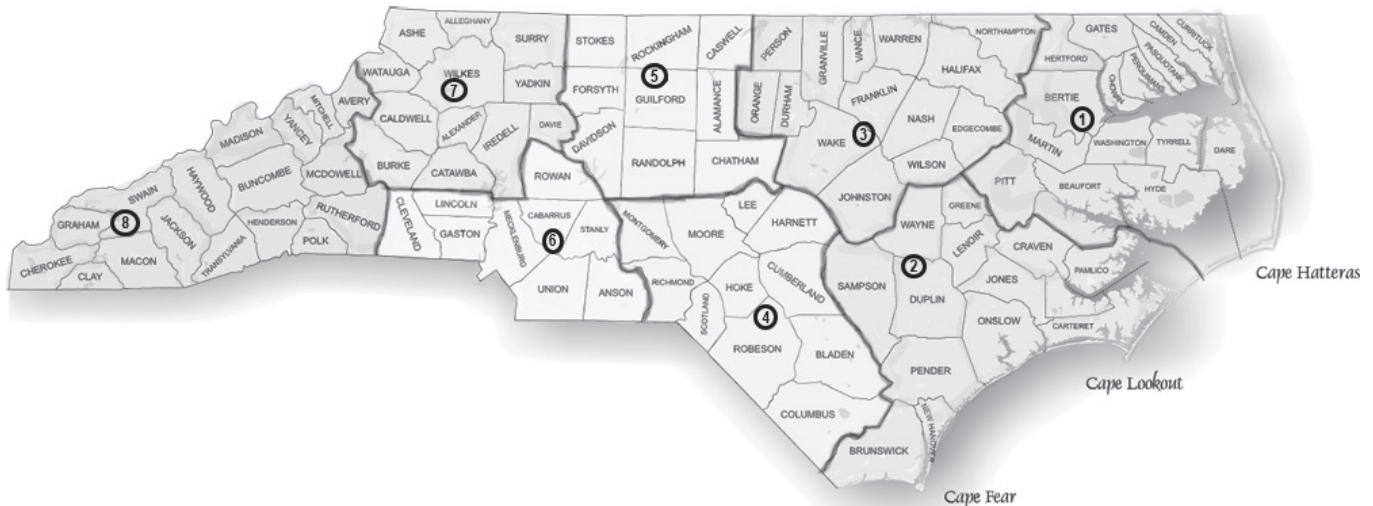 ALLEGHANY
ASHE
SURRY
STOKES
ROCKINGHAM
CASWELL
PERSON
GRANVILLE
VANCE
WARREN
NORTHAMPTON
GATES
CAMDEN
CURRITUCK
PASQUOTANK
PERQUIMANS
HERTFORD
CHOWAN
WATAUGA
WILKES
7
YADKIN
FORSYTH
5
GUILFORD
ALAMANCE
ORANGE
DURHAM
FRANKLIN
HALIFAX
BERTIE
1
MITCHELL
AVERY
YANCEY
MADISON
CALDWELL
ALEXANDER
IREDELL
DAVIE
DAVIDSON
RANDOLPH
CHATHAM
WAKE
3
NASH
EDGECOMBE
WILSON
MARTIN
WASHINGTON
TYRRELL
DARE
BURKE
CATAWBA
ROWAN
MCDOWELL
BUNCOMBE
HAYWOOD
SWAIN
GRAHAM
8
JACKSON
CHEROKEE
CLAY
MACON
TRANSYLVANIA
HENDERSON
POLK
RUTHERFORD
CLEVELAND
LINCOLN
GASTON
MECKLENBURG
CABARRUS
6
STANLY
UNION
ANSON
MONTGOMERY
MOORE
LEE
HARNETT
JOHNSTON
WAYNE
GREENE
PITT
BEAUFORT
HYDE
LENOIR
CRAVEN
PAMLICO
JONES
2
SAMPSON
DUPLIN
ONSLOW
CARTERET
RICHMOND
SCOTLAND
HOKE
CUMBERLAND
4
ROBESON
BLADEN
COLUMBUS
PENDER
NEW HANOVER
BRUNSWICK
Cape Hatteras
Cape Lookout
Cape Fear